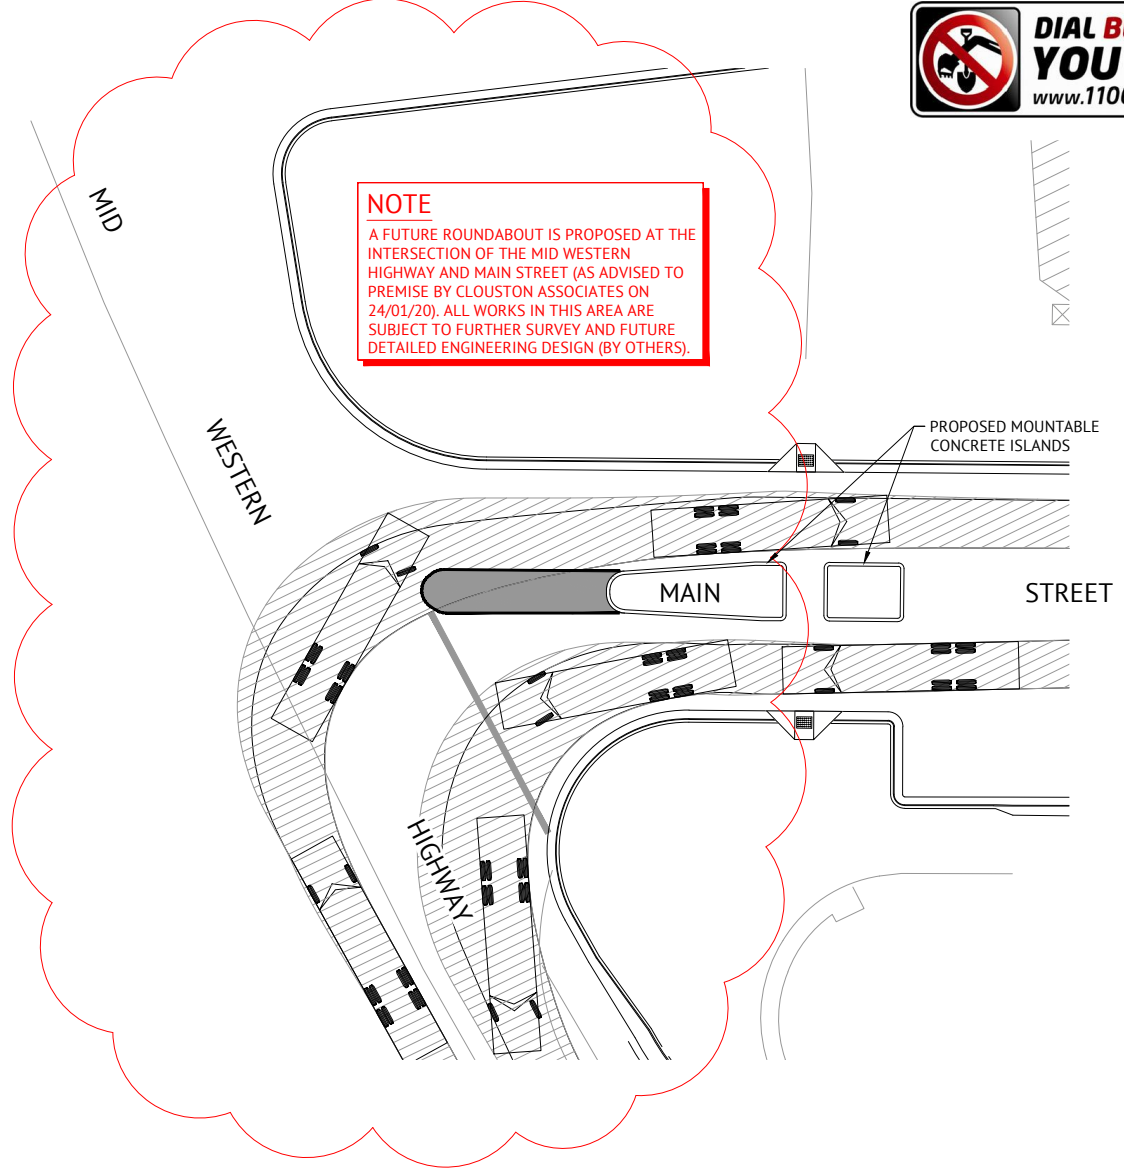 DIAL
YOU
www.110
MID
NOTE
A FUTURE ROUNDABOUT IS PROPOSED AT THE
INTERSECTION OF THE MID WESTERN
HIGHWAY AND MAIN STREET (AS ADVISED TO
PREMISE BY CLOUSTON ASSOCIATES ON
24/01/20). ALL WORKS IN THIS AREA ARE
SUBJECT TO FURTHER SURVEY AND FUTURE
DETAILED ENGINEERING DESIGN (BY OTHERS).
WESTERN
PROPOSED MOUNTABLE
CONCRETE ISLANDS
MAIN
STREET
HIGHWAY